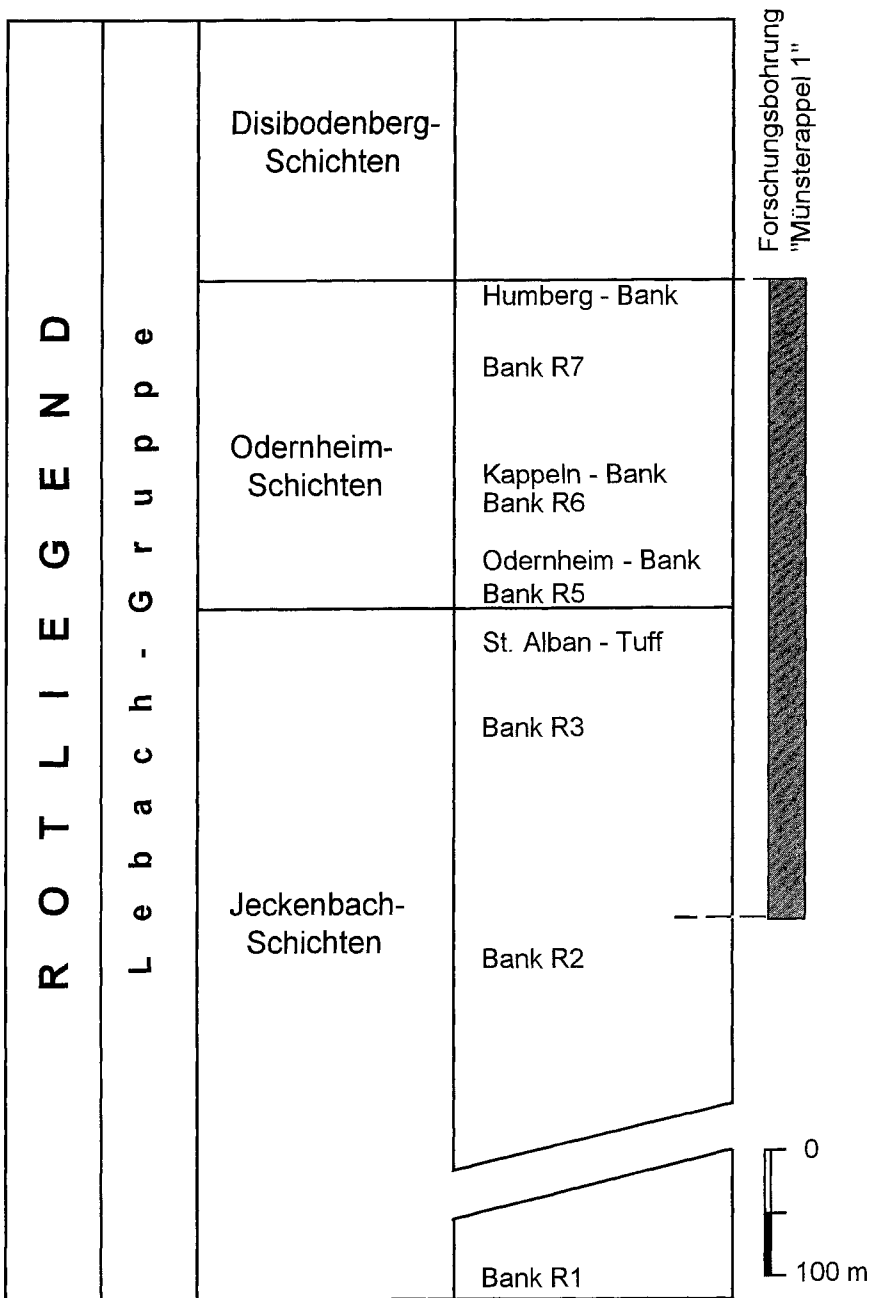 ROTLIEGEND
Lebach-Gruppe
Disibodenberg-
Schichten
Odernheim-
Schichten
Jeckenbach-
Schichten
Humberg - Bank
Bank R7
Kappeln - Bank
Bank R6
Odernheim - Bank
Bank R5
St. Alban - Tuff
Bank R3
Bank R2
Bank R1
Forschungsbohrung
"Münsterappel 1"
0
100 m